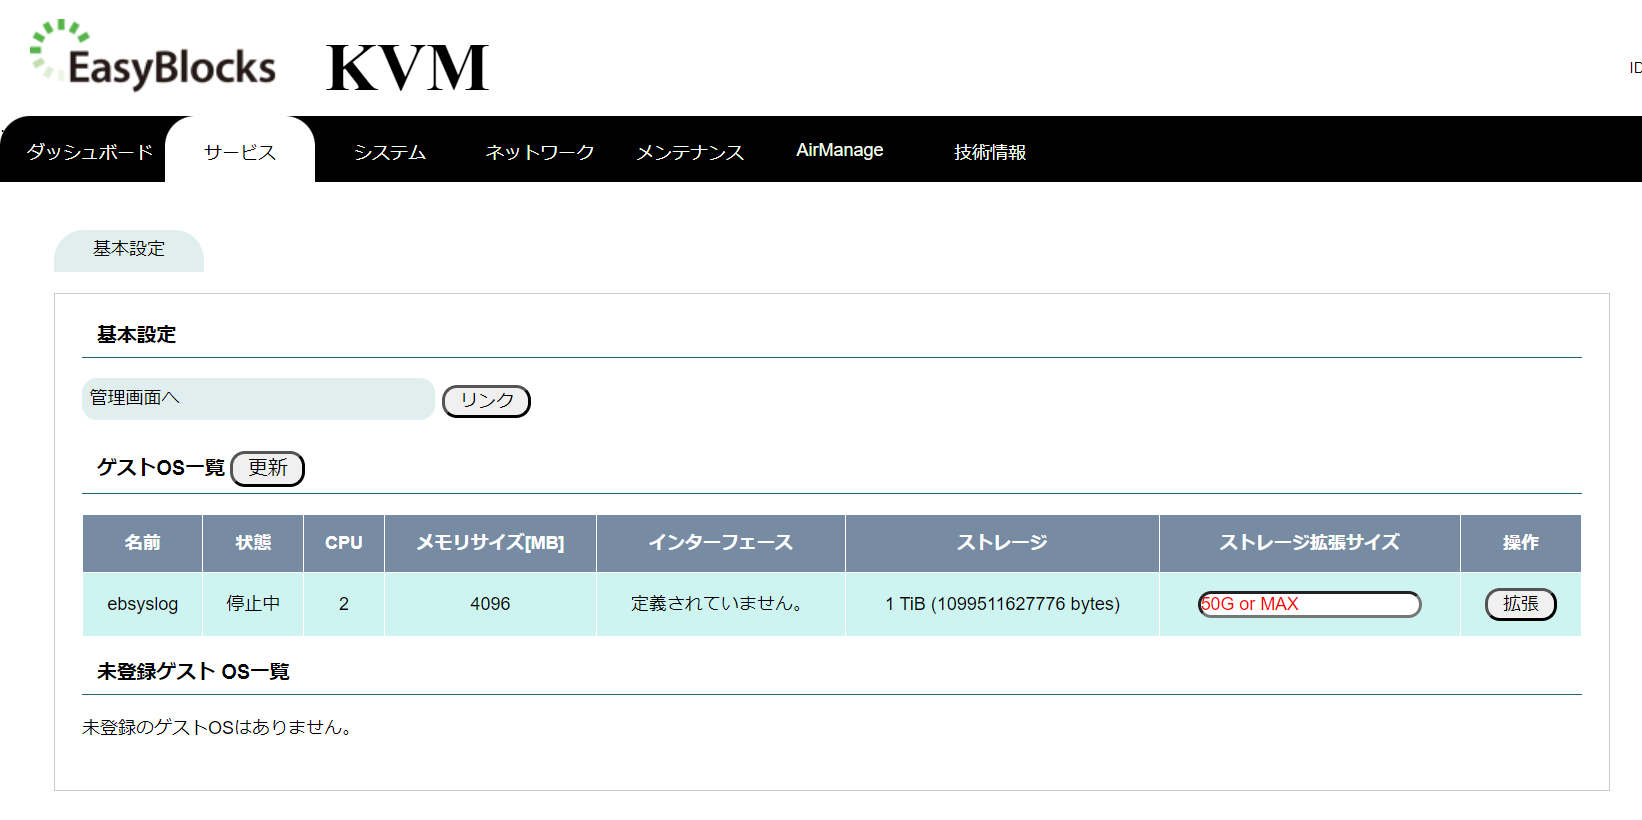 EasyBlocks KVM
ID
ダッシュボード サービス システム ネットワーク メンテナンス AirManage 技術情報
基本設定
基本設定
管理画面へ リンク
ゲストOS一覧 更新
名前 状態 CPU メモリサイズ[MB] インターフェース ストレージ ストレージ拡張サイズ 操作
ebsyslog 停止中 2 4096 定義されていません。 1 TiB (1099511627776 bytes) 50G or MAX 拡張
未登録ゲスト OS一覧
未登録のゲストOSはありません。